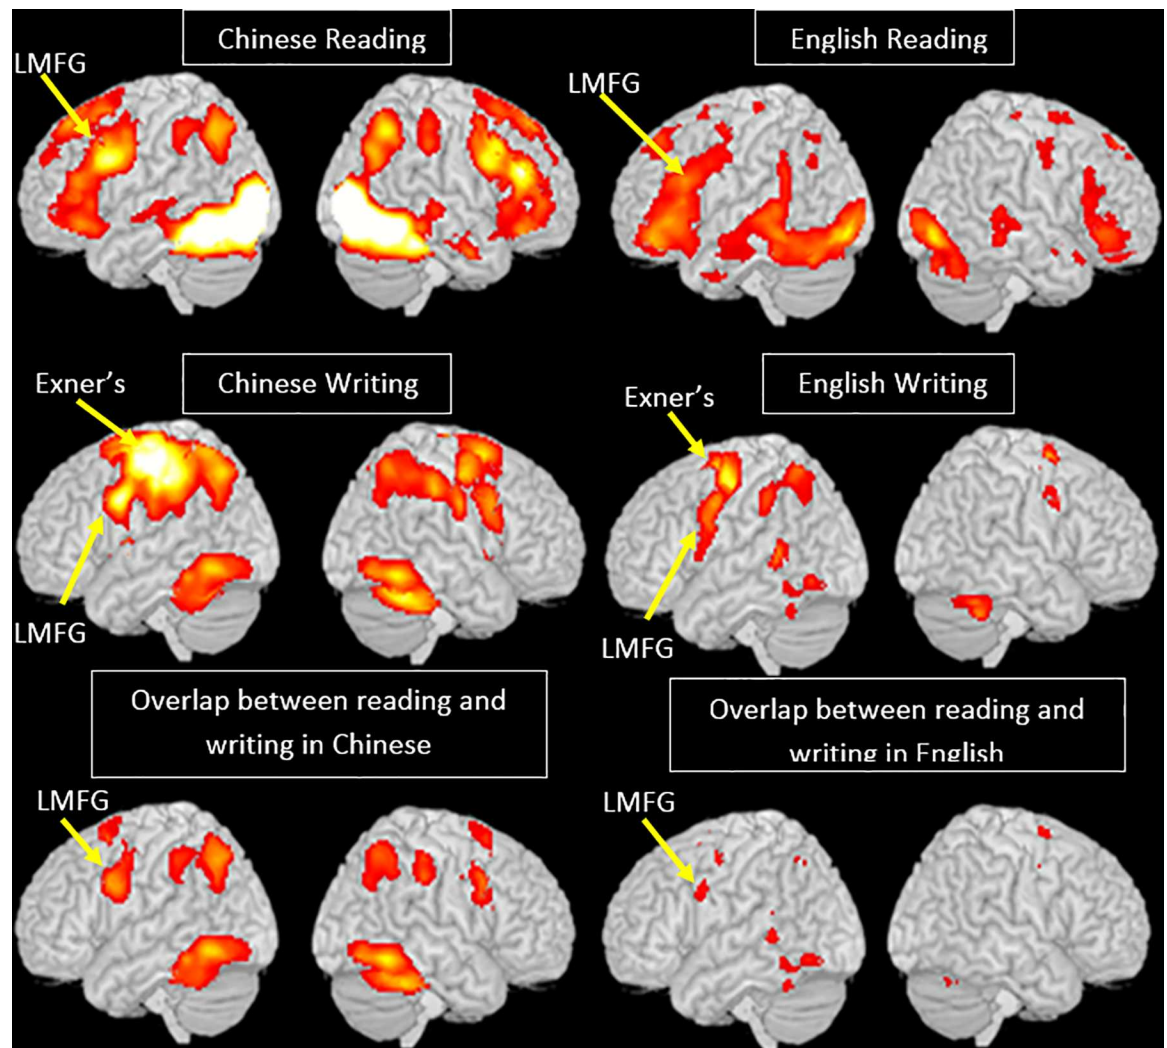 Chinese Reading
English Reading
LMFG
LMFG
Chinese Writing
English Writing
Exner’s
Exner’s
LMFG
LMFG
Overlap between reading and
writing in Chinese
Overlap between reading and
writing in English
LMFG
LMFG